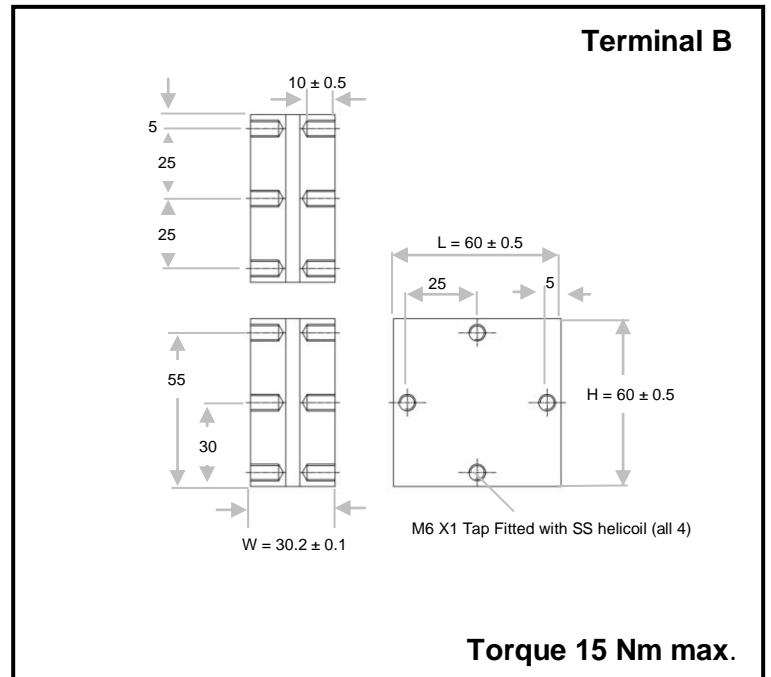 Terminal B
10 ± 0.5
5
25
25
L = 60 ± 0.5
25
5
55
H = 60 ± 0.5
30
M6 X1 Tap Fitted with SS helicoil (all 4)
W = 30.2 ± 0.1
Torque 15 Nm max.